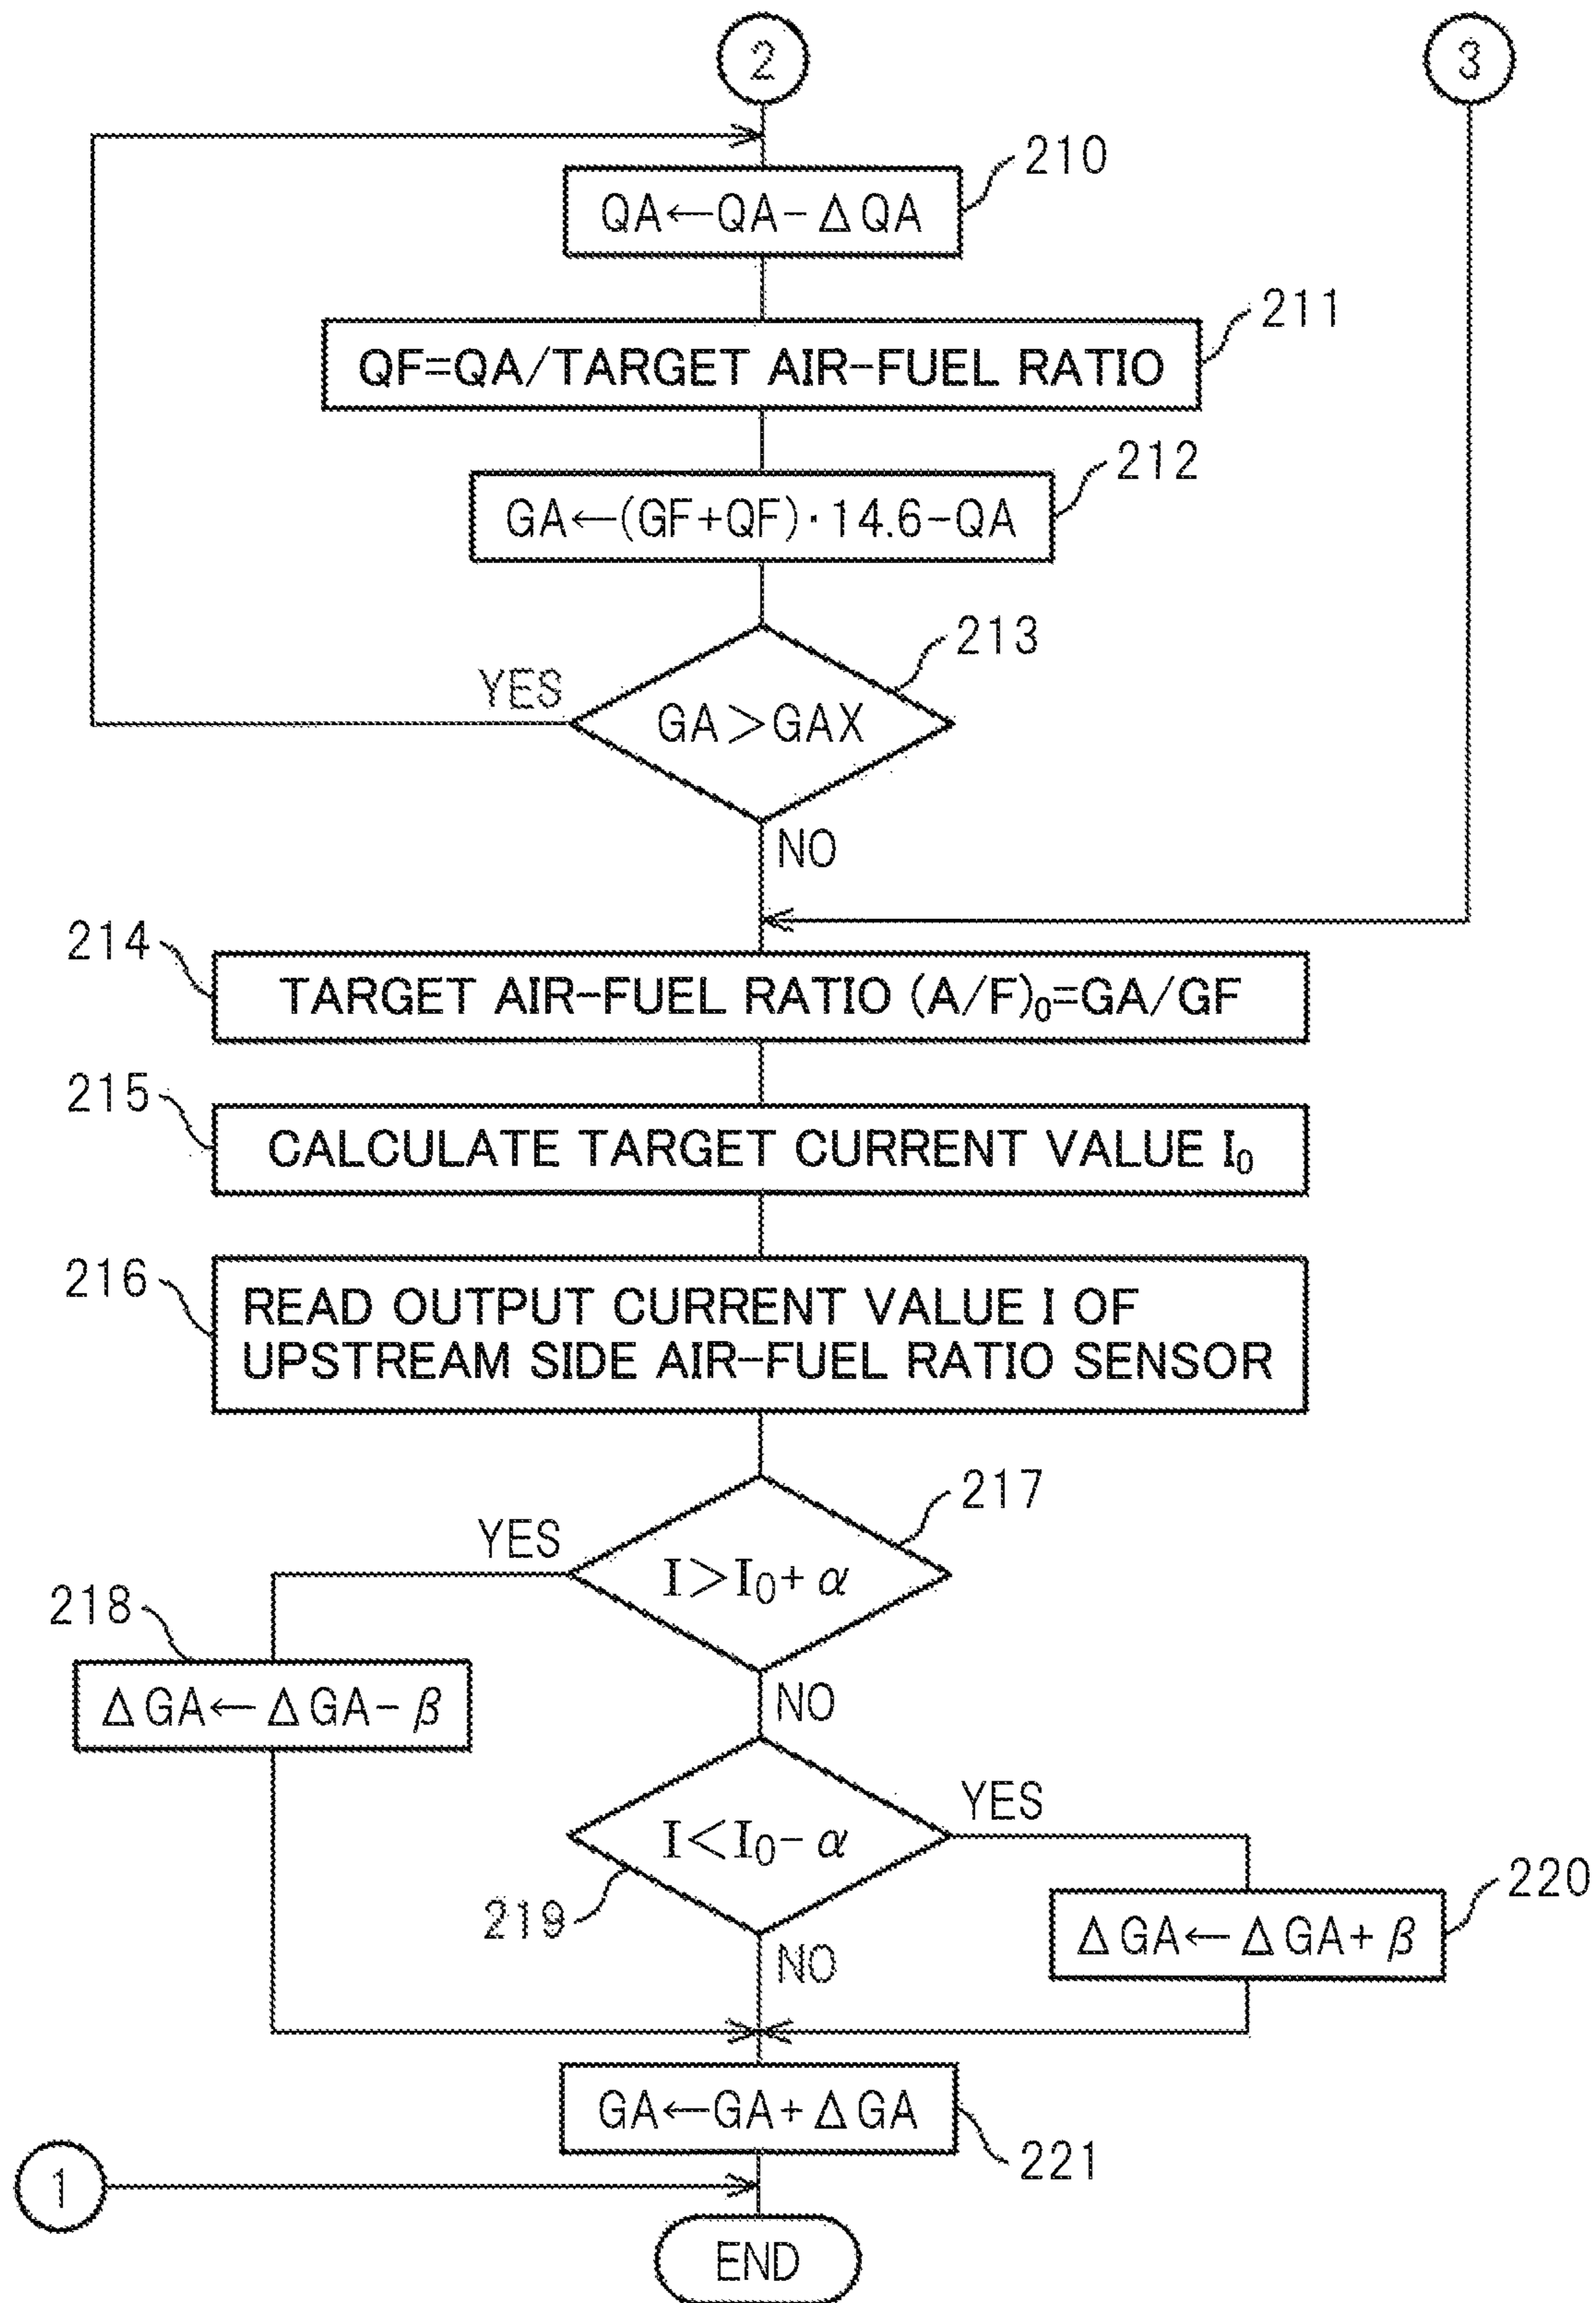 2
3
210
QA←QA-ΔQA
211
QF=QA/TARGET AIR-FUEL RATIO
212
GA←(GF+QF)·14.6-QA
213
YES
GA>GAX
NO
214
TARGET AIR-FUEL RATIO (A/F)₀=GA/GF
215
CALCULATE TARGET CURRENT VALUE I₀
216
READ OUTPUT CURRENT VALUE I OF
UPSTREAM SIDE AIR-FUEL RATIO SENSOR
217
YES
I>I₀+α
218
ΔGA←ΔGA-β
NO
YES
I<I₀-α
219
220
ΔGA←ΔGA+β
NO
GA←GA+ΔGA
221
1
END